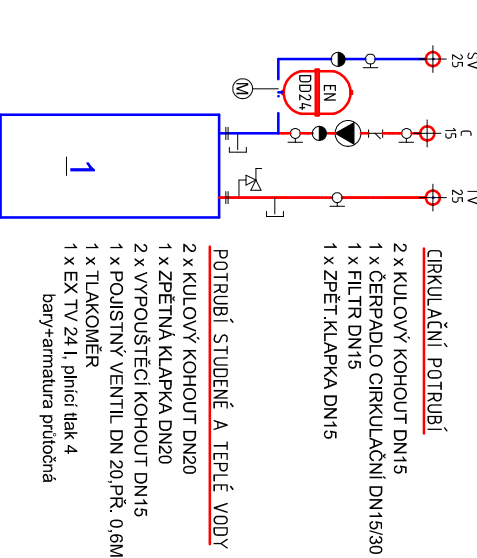 SV
25
C
15
TV
25
EN
DD24
M
1
CIRKULAČNÍ POTRUBÍ
2 x KULOVÝ KOHOUT DN15
1 x ČERPADLO CIRKULAČNÍ DN15/30
1 x FILTR DN15
1 x ZPĚT.KLAPKA DN15
POTRUBÍ STUDENÉ A TEPLÉ VODY
2 x KULOVÝ KOHOUT DN20
1 x ZPĚTNÁ KLAPKA DN20
2 x VYPOUŠTĚCÍ KOHOUT DN15
1 x POJISTNÝ VENTIL DN 20,PŘ. 0,6M
1 x TLAKOMĚR
1 x EX TV 24 l, plnící tlak 4
bary+armatura průtočná